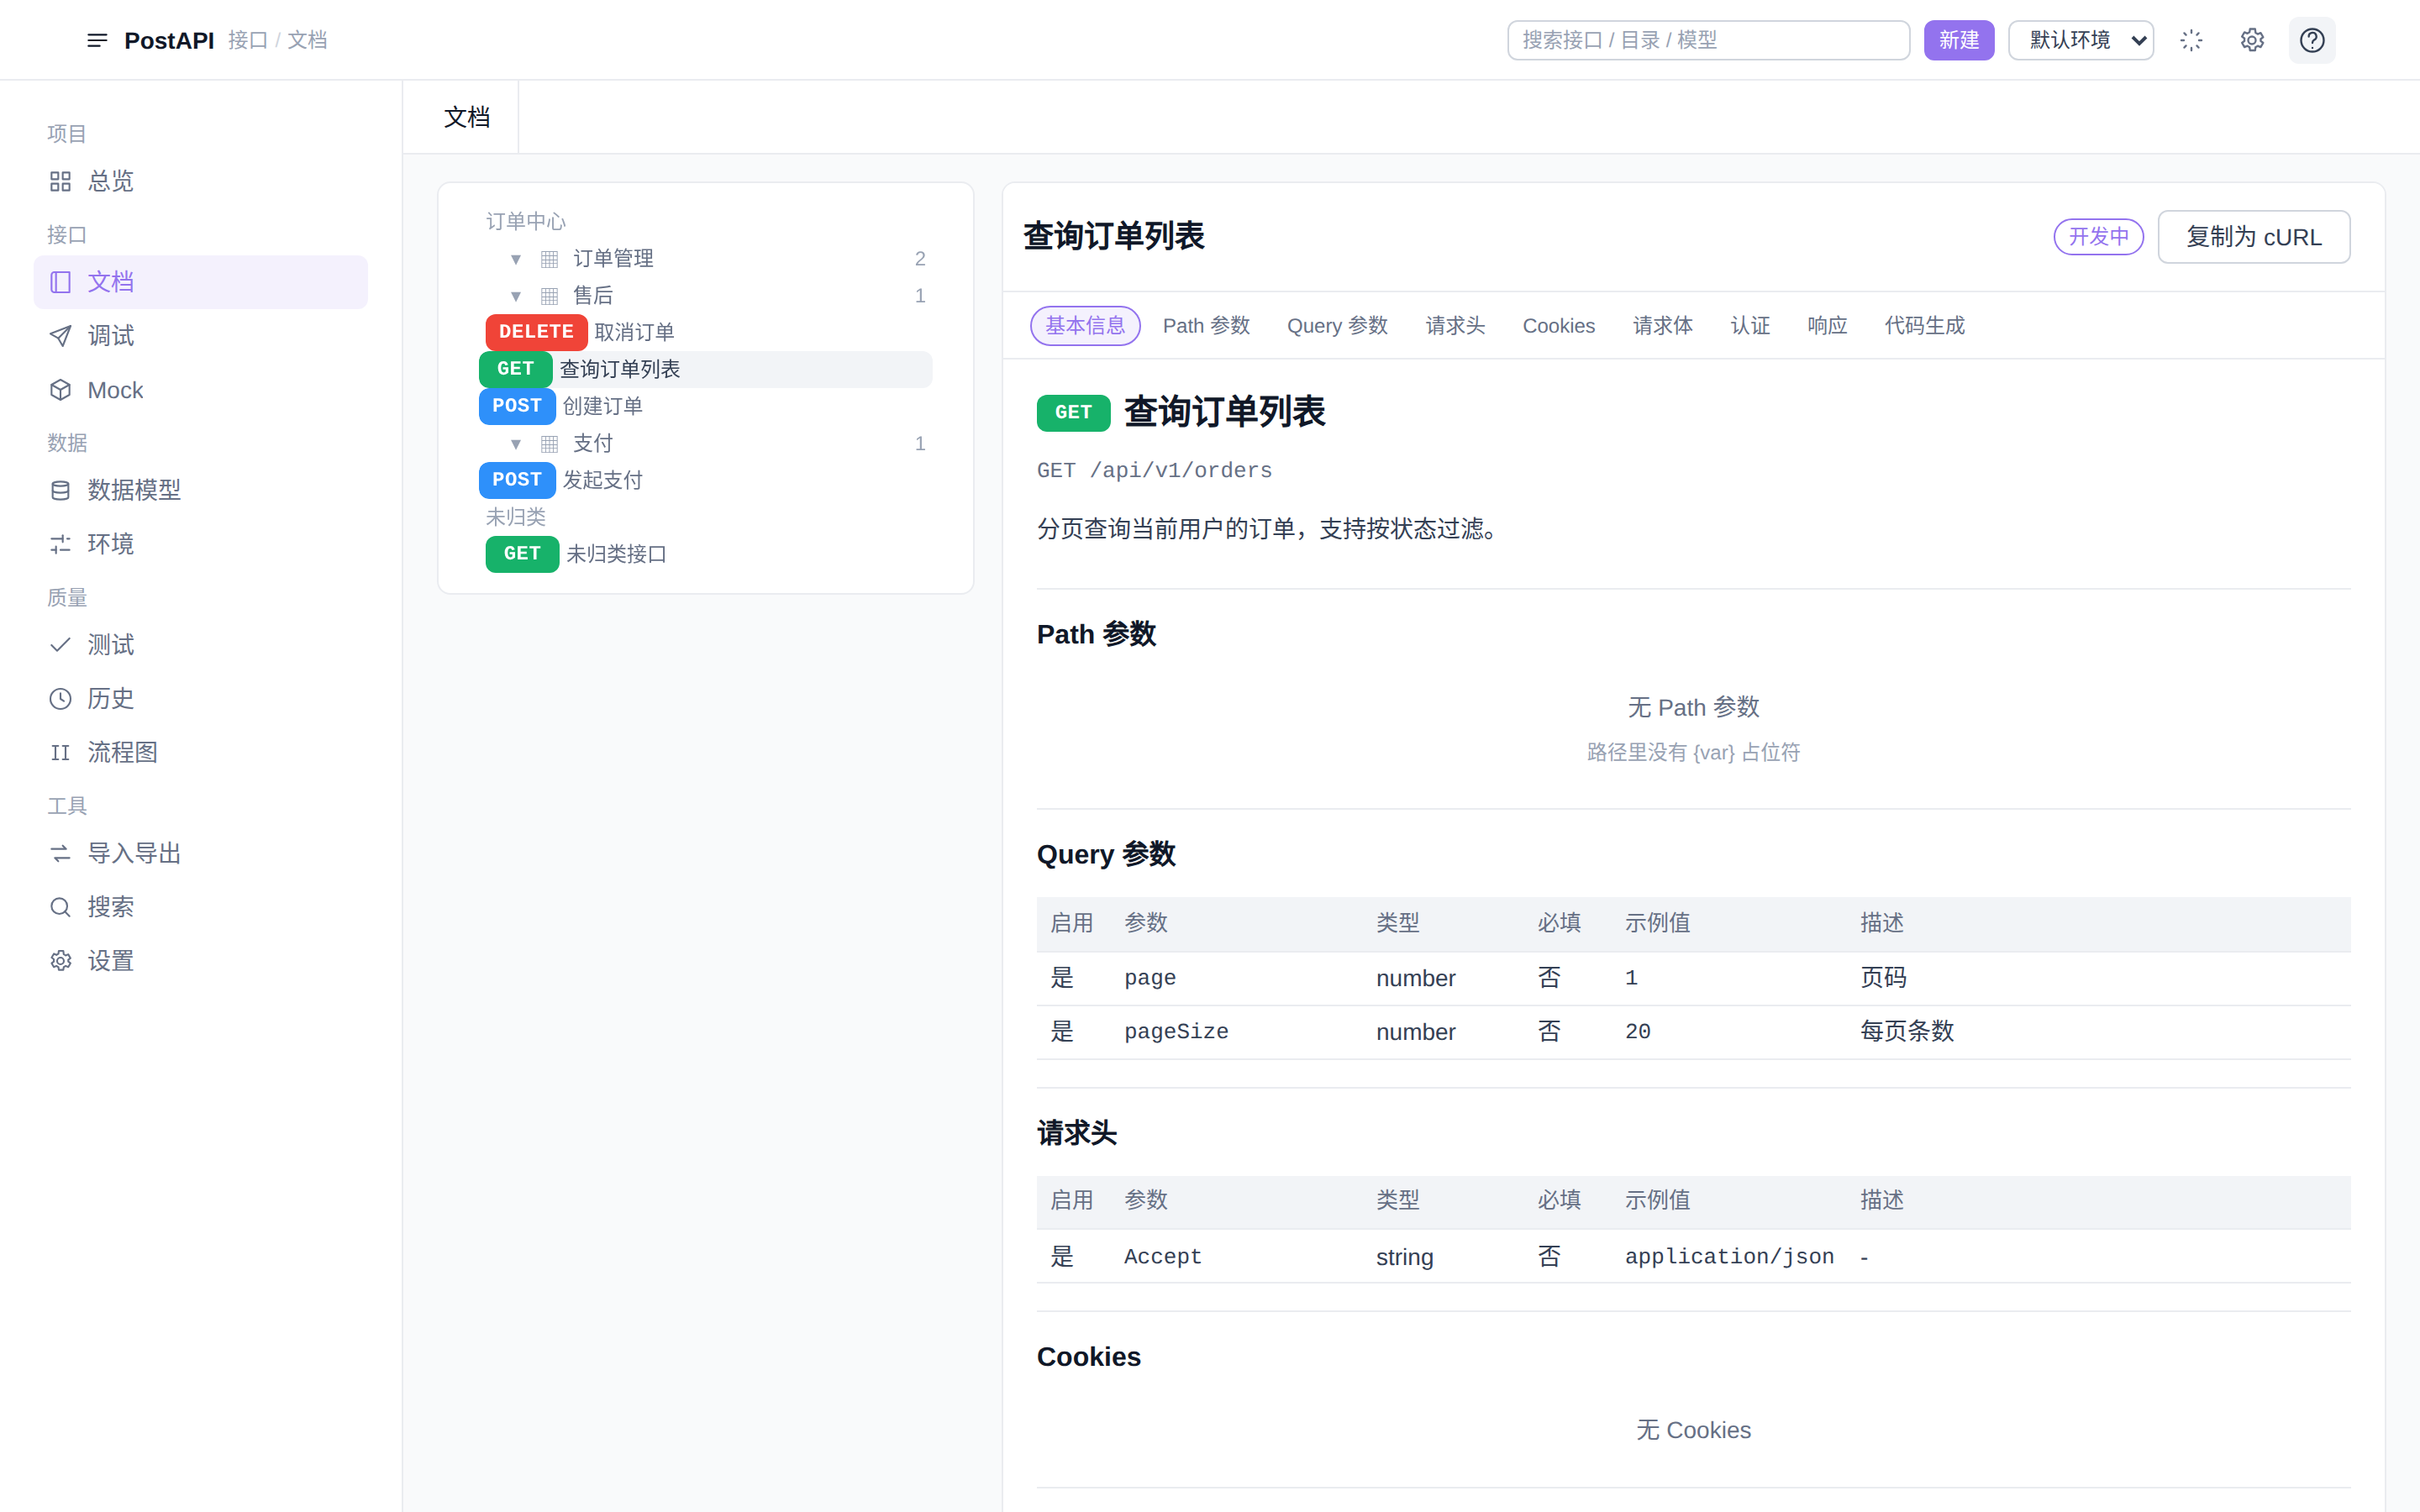 PostAPI 接口 / 文档
搜索接口 / 目录 / 模型
新建
默认环境
项目
总览
接口
文档
调试
Mock
数据
数据模型
环境
质量
测试
历史
流程图
工具
导入导出
搜索
设置
文档
订单中心
▼ 订单管理 2
▼ 售后 1
DELETE 取消订单
GET 查询订单列表
POST 创建订单
▼ 支付 1
POST 发起支付
未归类
GET 未归类接口
查询订单列表
开发中
复制为 cURL
基本信息 Path 参数 Query 参数 请求头 Cookies 请求体 认证 响应 代码生成
GET 查询订单列表
GET /api/v1/orders
分页查询当前用户的订单，支持按状态过滤。
Path 参数
无 Path 参数
路径里没有 {var} 占位符
Query 参数
启用 参数 类型 必填 示例值 描述
是 page number 否 1 页码
是 pageSize number 否 20 每页条数
请求头
启用 参数 类型 必填 示例值 描述
是 Accept string 否 application/json -
Cookies
无 Cookies